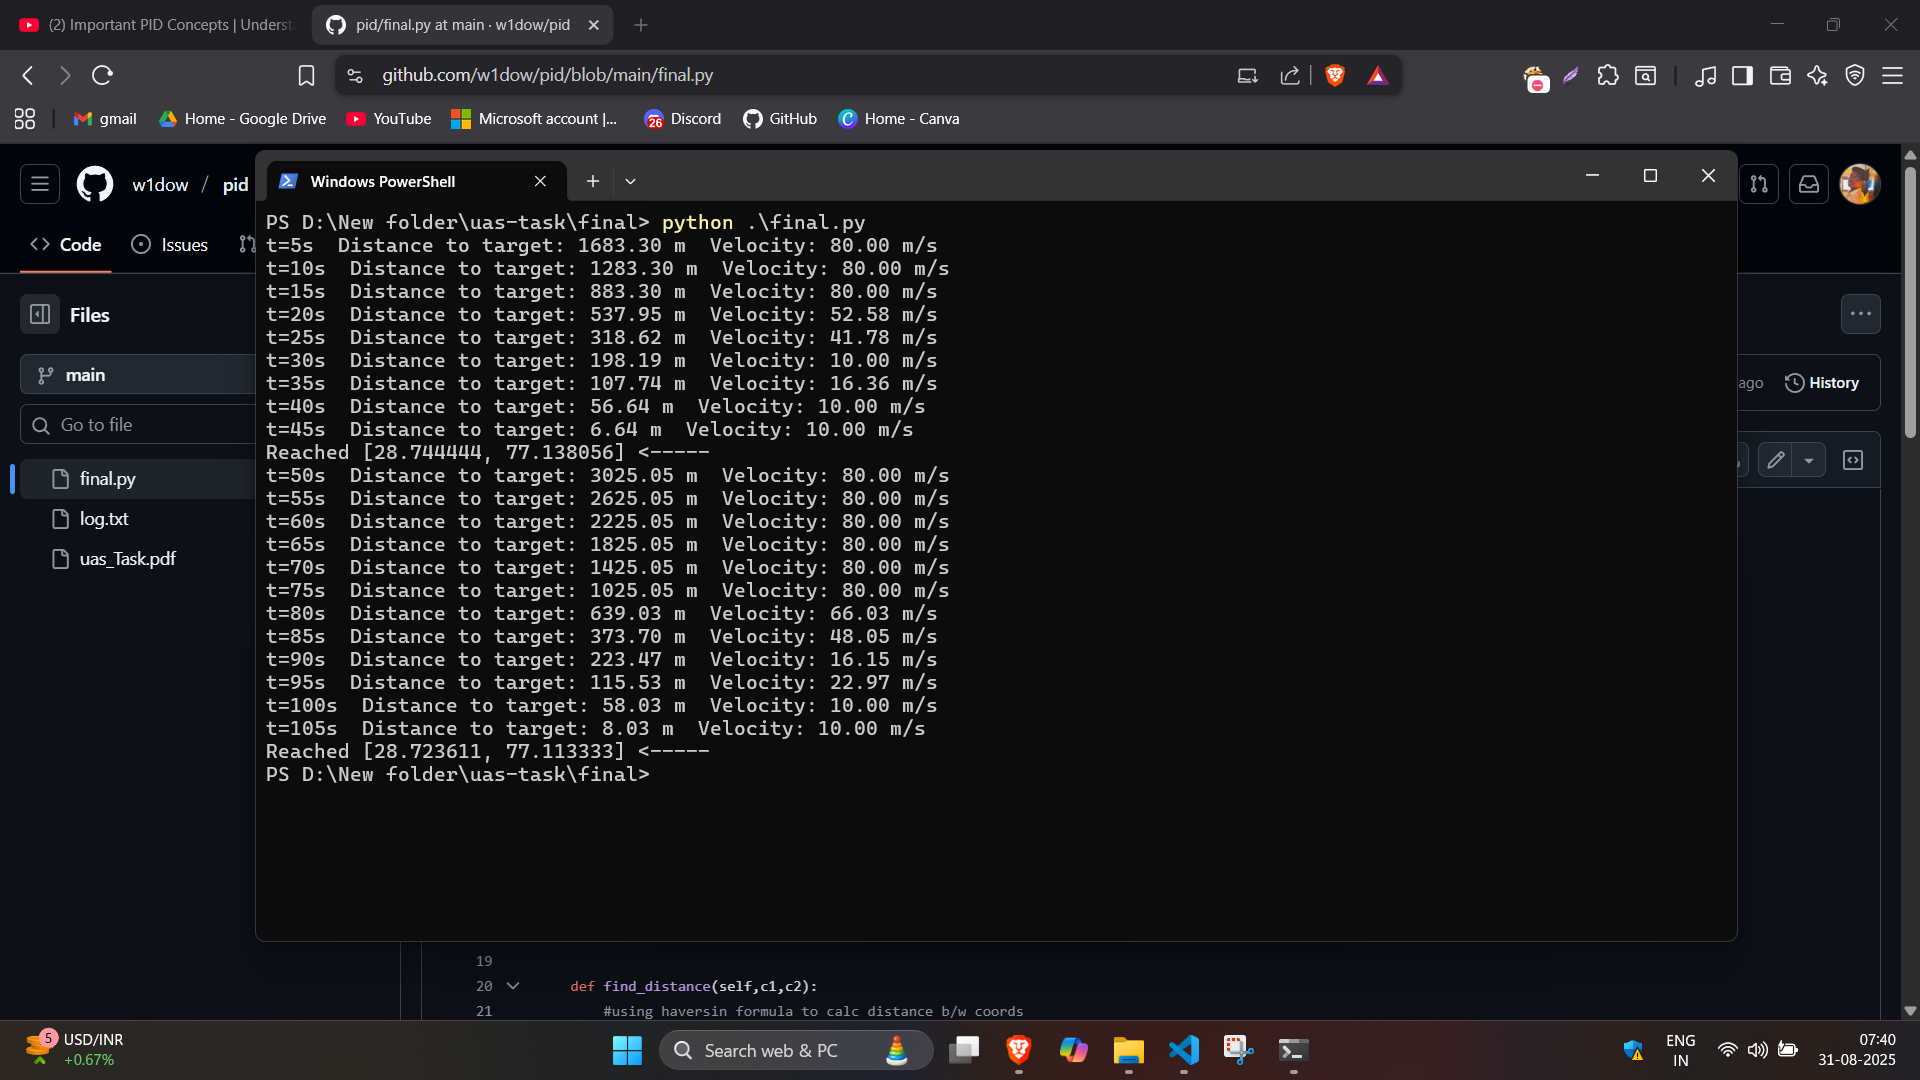 (2) Important PID Concepts | Underst
pid/final.py at main · w1dow/pid
github.com/w1dow/pid/blob/main/final.py
gmail
Home - Google Drive
YouTube
Microsoft account |...
26
Discord
GitHub
Home - Canva
w1dow / pid
Windows PowerShell
Code
Issues
PS D:\New folder\uas-task\final> python .\final.py
t=5s  Distance to target: 1683.30 m  Velocity: 80.00 m/s
t=10s  Distance to target: 1283.30 m  Velocity: 80.00 m/s
t=15s  Distance to target: 883.30 m  Velocity: 80.00 m/s
t=20s  Distance to target: 537.95 m  Velocity: 52.58 m/s
t=25s  Distance to target: 318.62 m  Velocity: 41.78 m/s
t=30s  Distance to target: 198.19 m  Velocity: 10.00 m/s
t=35s  Distance to target: 107.74 m  Velocity: 16.36 m/s
t=40s  Distance to target: 56.64 m  Velocity: 10.00 m/s
t=45s  Distance to target: 6.64 m  Velocity: 10.00 m/s
Reached [28.744444, 77.138056] <-----
t=50s  Distance to target: 3025.05 m  Velocity: 80.00 m/s
t=55s  Distance to target: 2625.05 m  Velocity: 80.00 m/s
t=60s  Distance to target: 2225.05 m  Velocity: 80.00 m/s
t=65s  Distance to target: 1825.05 m  Velocity: 80.00 m/s
t=70s  Distance to target: 1425.05 m  Velocity: 80.00 m/s
t=75s  Distance to target: 1025.05 m  Velocity: 80.00 m/s
t=80s  Distance to target: 639.03 m  Velocity: 66.03 m/s
t=85s  Distance to target: 373.70 m  Velocity: 48.05 m/s
t=90s  Distance to target: 223.47 m  Velocity: 16.15 m/s
t=95s  Distance to target: 115.53 m  Velocity: 22.97 m/s
t=100s  Distance to target: 58.03 m  Velocity: 10.00 m/s
t=105s  Distance to target: 8.03 m  Velocity: 10.00 m/s
Reached [28.723611, 77.113333] <-----
PS D:\New folder\uas-task\final>
Files
main
Go to file
final.py
log.txt
uas_Task.pdf
ago
History
19
20 def find_distance(self,c1,c2):
21 #using haversin formula to calc distance b/w coords
5
USD/INR
+0.67%
Search web & PC
ENG
IN
07:40
31-08-2025